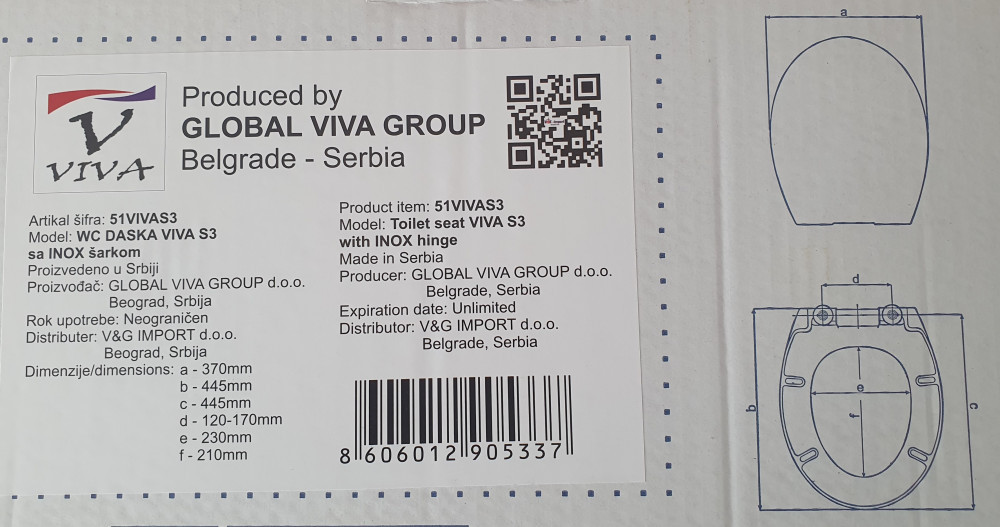 V
VIVA
Produced by
GLOBAL VIVA GROUP
Belgrade - Serbia
Artikal šifra: 51VIVAS3
Model: WC DASKA VIVA S3
sa INOX šarkom
Proizvedeno u Srbiji
Proizvođač: GLOBAL VIVA GROUP d.o.o.
Beograd, Srbija
Rok upotrebe: Neograničen
Distributer: V&G IMPORT d.o.o.
Beograd, Srbija
Dimenzije/dimensions: a - 370mm
b - 445mm
c - 445mm
d - 120-170mm
e - 230mm
f - 210mm
Product item: 51VIVAS3
Model: Toilet seat VIVA S3
with INOX hinge
Made in Serbia
Producer: GLOBAL VIVA GROUP d.o.o.
Belgrade, Serbia
Expiration date: Unlimited
Distributor: V&G IMPORT d.o.o.
Belgrade, Serbia
8 606012 905337
a
d
b
e
f
c